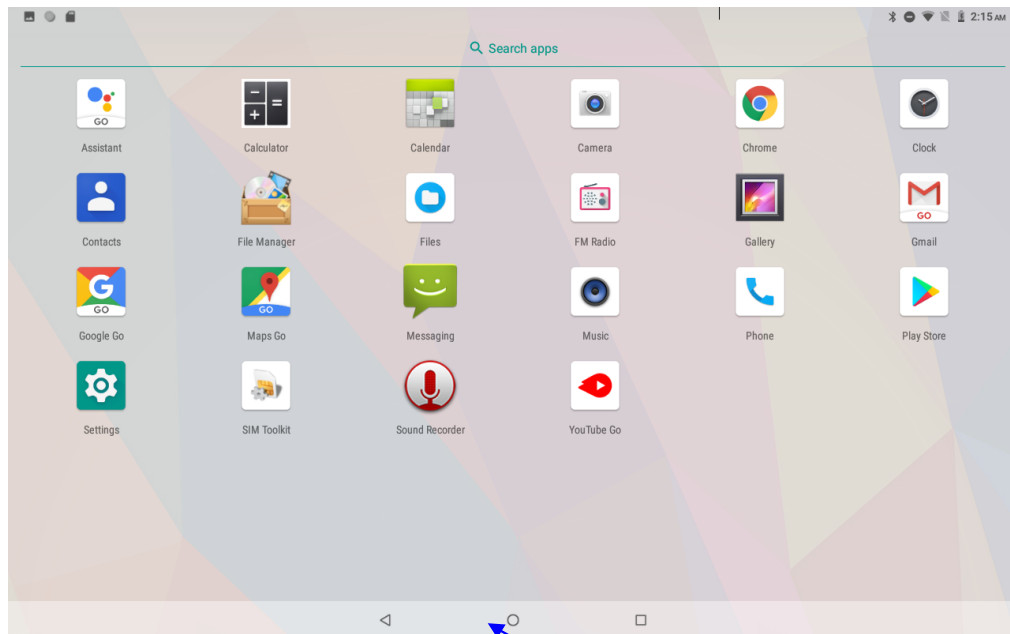 2:15 AM
Search apps
GO
Assistant
Calculator
Calendar
Camera
Chrome
Clock
Contacts
File Manager
Files
FM Radio
Gallery
GO
Gmail
G
GO
Google Go
GO
Maps Go
Messaging
Music
Phone
Play Store
Settings
SIM Toolkit
Sound Recorder
YouTube Go